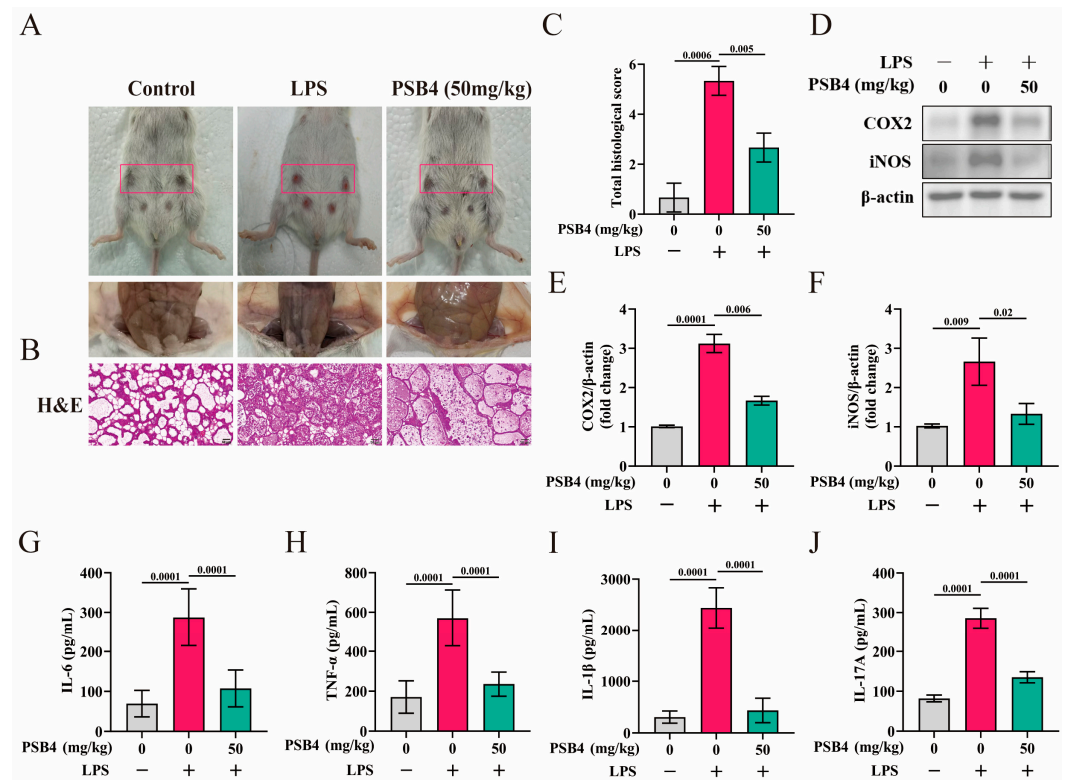 A
Control LPS PSB4 (50mg/kg)
B
H&E
C
Total histological score
6
4
2
0
0.0006 0.005
PSB4 (mg/kg) 0 0 50
LPS — + +
D
LPS — + +
PSB4 (mg/kg) 0 0 50
COX2
iNOS
β-actin
E
COX2/β-actin
(fold change)
4
3
2
1
0
0.0001 0.006
PSB4 (mg/kg) 0 0 50
LPS — + +
F
iNOS/β-actin
(fold change)
4
3
2
1
0
0.009 0.02
PSB4 (mg/kg) 0 0 50
LPS — + +
G
IL-6 (pg/mL)
400
300
200
100
0
0.0001 0.0001
PSB4 (mg/kg) 0 0 50
LPS — + +
H
TNF-α (pg/mL)
800
600
400
200
0
0.0001 0.0001
PSB4 (mg/kg) 0 0 50
LPS — + +
I
IL-1β (pg/mL)
3000
2000
1000
0
0.0001 0.0001
PSB4 (mg/kg) 0 0 50
LPS — + +
J
IL-17A (pg/mL)
400
300
200
100
0
0.0001 0.0001
PSB4 (mg/kg) 0 0 50
LPS — + +